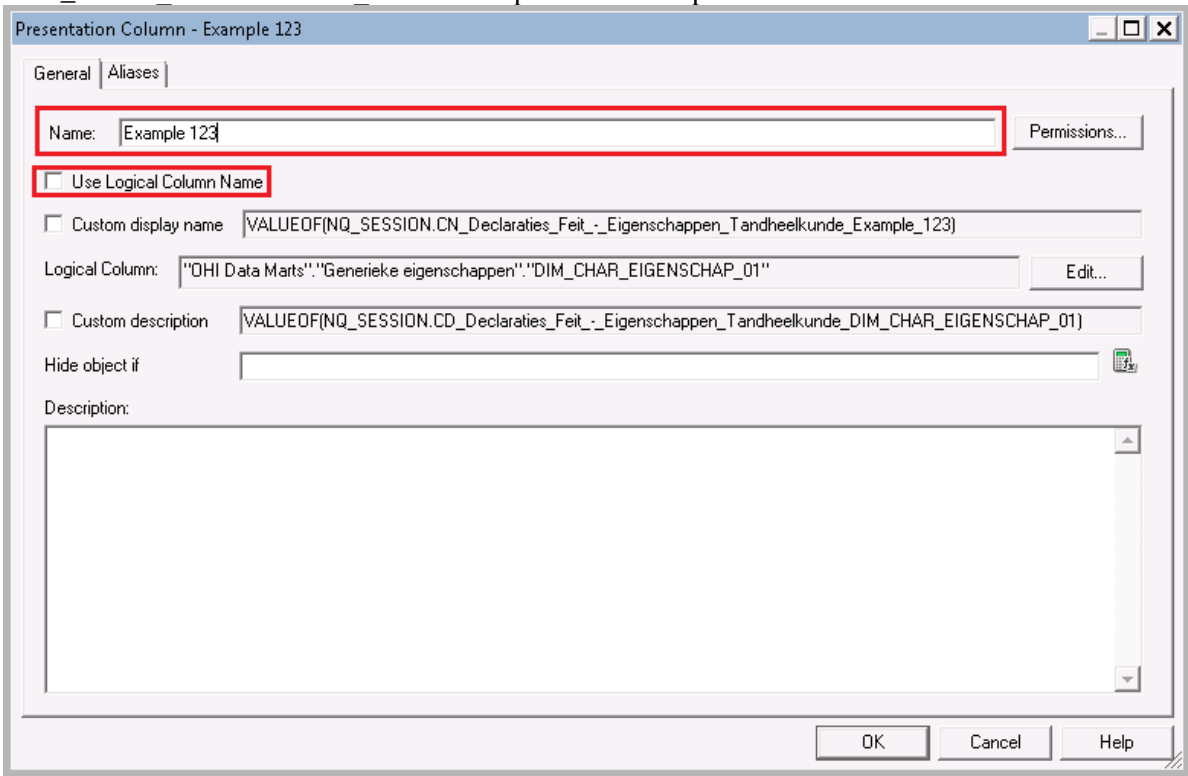 Presentation Column - Example 123
General Aliases
Name: Example 123 Permissions...
Use Logical Column Name
Custom display name VALUEOF(NQ_SESSION.CN_Declaraties_Feit_-_Eigenschappen_Tandheelkunde_Example_123)
Logical Column: "OHI Data Marts"."Generieke eigenschappen"."DIM_CHAR_EIGENSCHAP_01" Edit...
Custom description VALUEOF(NQ_SESSION.CD_Declaraties_Feit_-_Eigenschappen_Tandheelkunde_DIM_CHAR_EIGENSCHAP_01)
Hide object if
Description:
OK Cancel Help